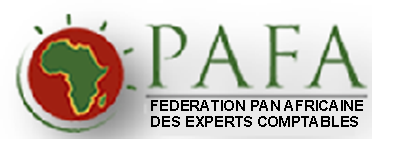 PAFA
FEDERATION PAN AFRICAINE
DES EXPERTS COMPTABLES